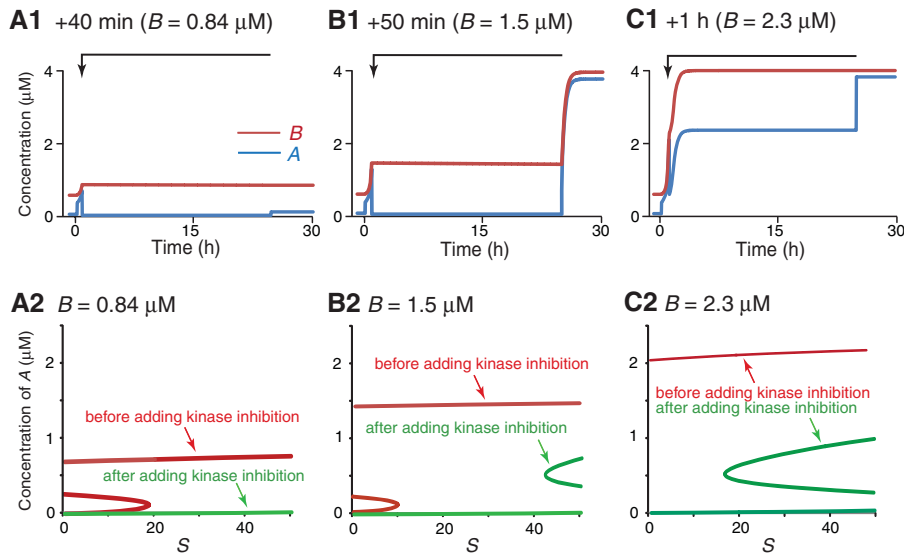 A1 +40 min (B = 0.84 μM)
B1 +50 min (B = 1.5 μM)
C1 +1 h (B = 2.3 μM)
Concentration (μM)
4
2
0
B
A
0
15
30
Time (h)
4
2
0
0
15
30
Time (h)
4
2
0
0
15
30
Time (h)
A2 B = 0.84 μM
B2 B = 1.5 μM
C2 B = 2.3 μM
Concentration of A (μM)
2
1
0
before adding kinase inhibition
after adding kinase inhibition
0
20
40
S
2
1
0
before adding kinase inhibition
after adding kinase inhibition
0
20
40
S
2
1
0
before adding kinase inhibition
after adding kinase inhibition
0
20
40
S